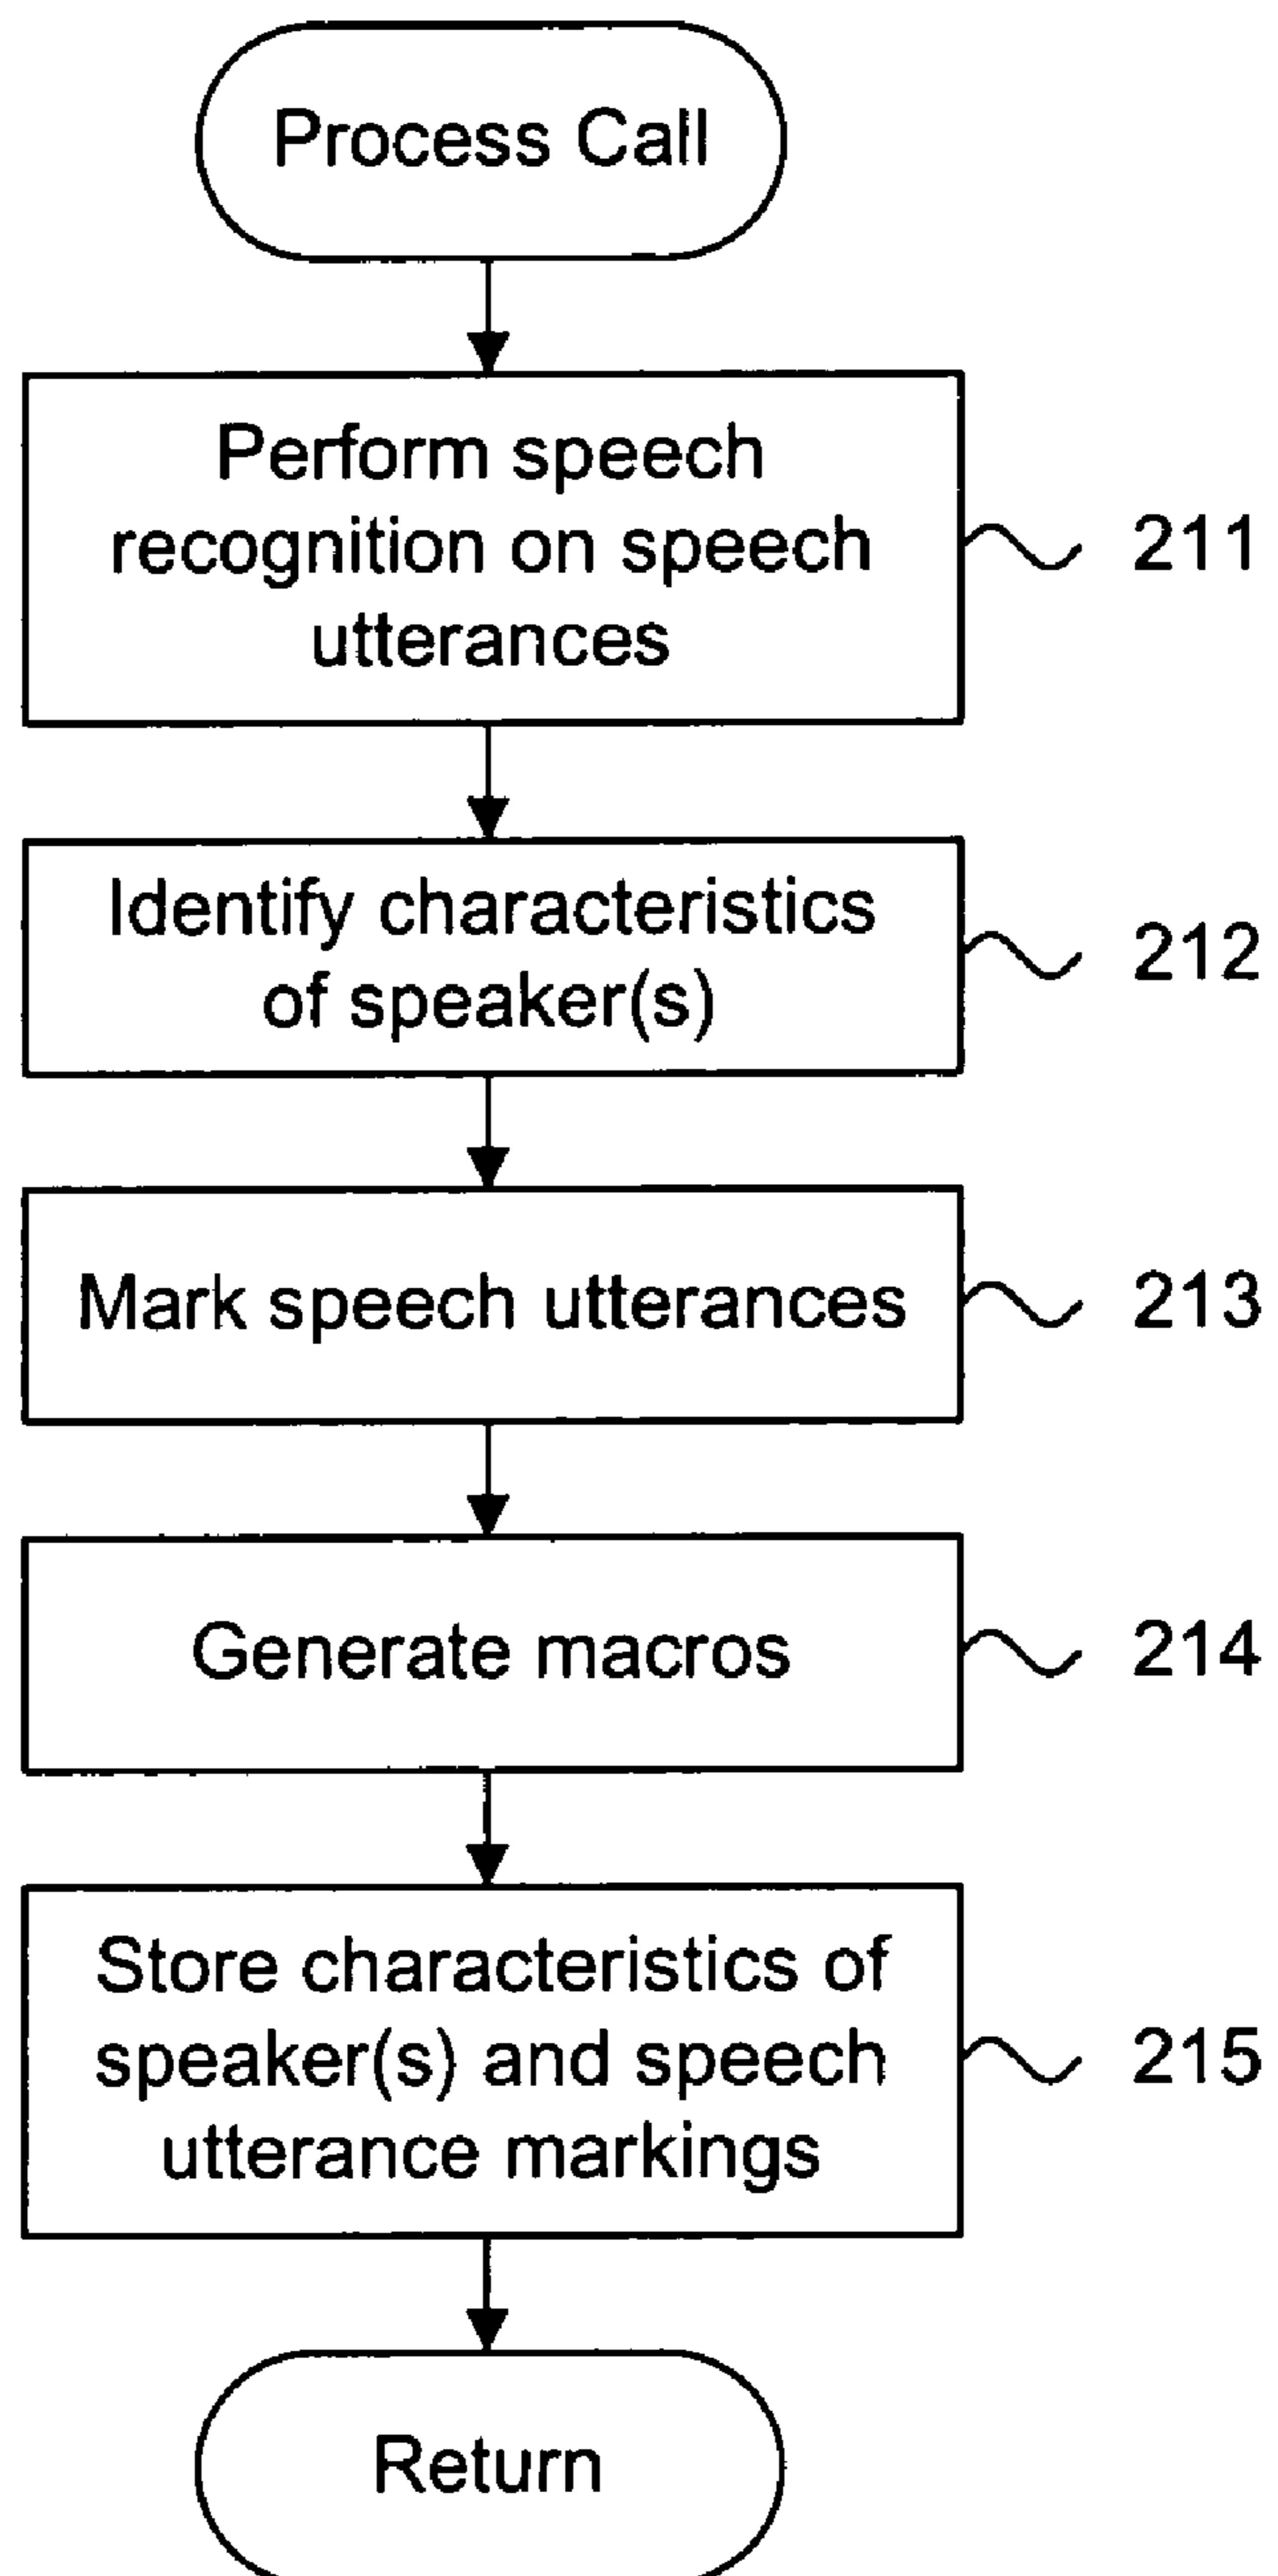 Process Call
Perform speech
recognition on speech
utterances
211
Identify characteristics
of speaker(s)
212
Mark speech utterances
213
Generate macros
214
Store characteristics of
speaker(s) and speech
utterance markings
215
Return